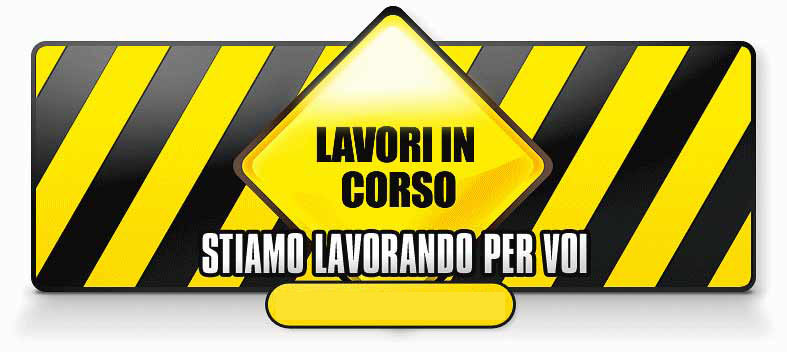 LAVORI IN
CORSO
STIAMO LAVORANDO PER VOI